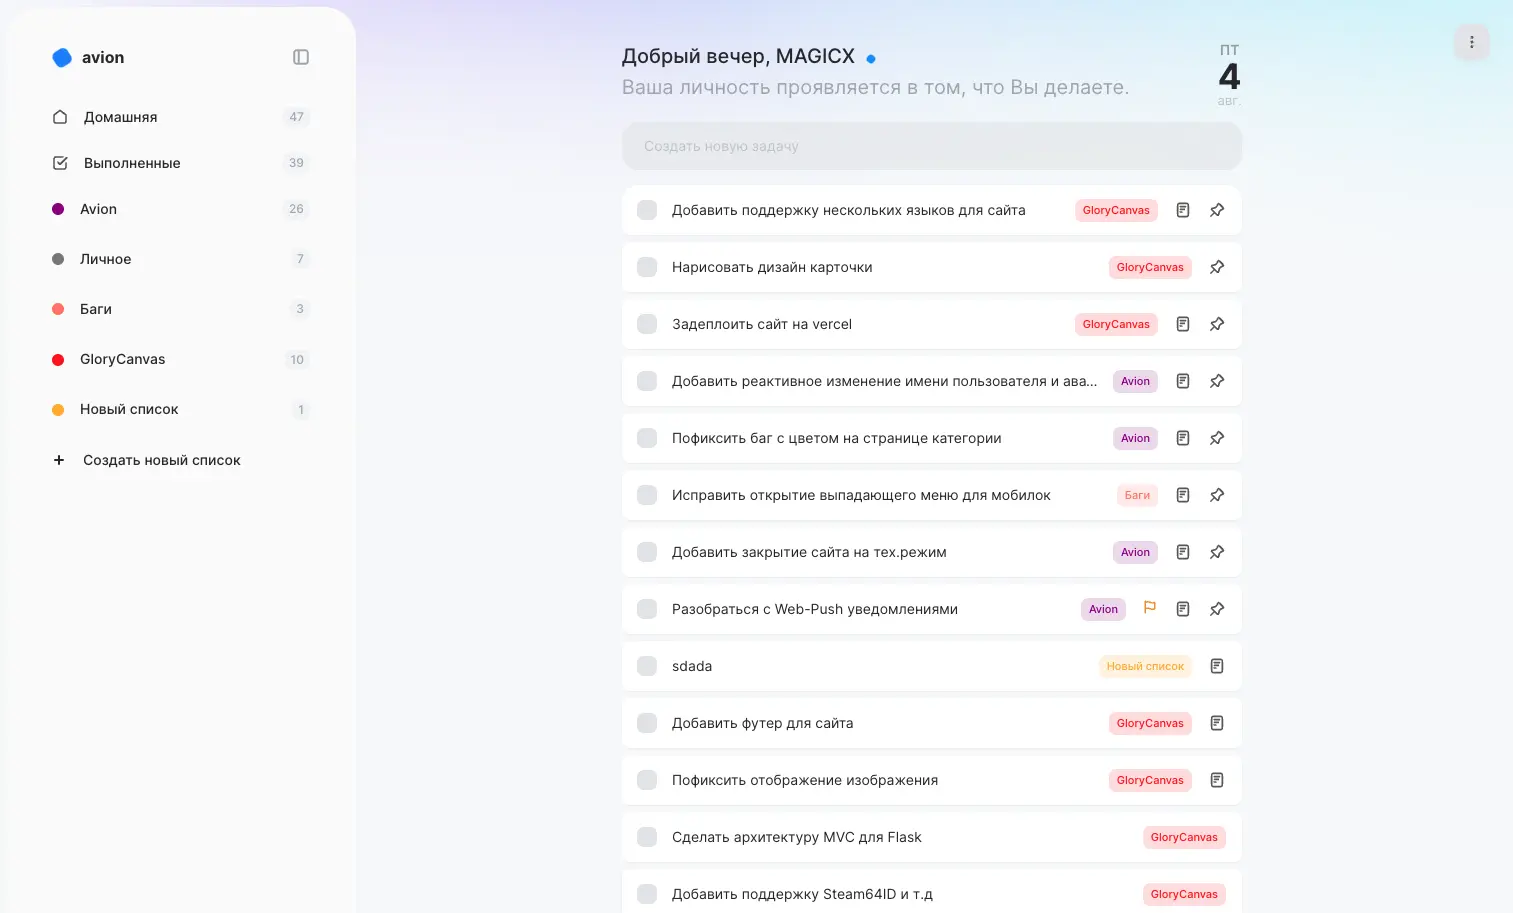 avion
Домашняя 47
Выполненные 39
Avion 26
Личное 7
Баги 3
GloryCanvas 10
Новый список 1
+ Создать новый список
Добрый вечер, MAGICX
Ваша личность проявляется в том, что Вы делаете.
ПТ
4
авг.
Создать новую задачу
Добавить поддержку нескольких языков для сайта GloryCanvas
Нарисовать дизайн карточки GloryCanvas
Задеплоить сайт на vercel GloryCanvas
Добавить реактивное изменение имени пользователя и ава... Avion
Пофиксить баг с цветом на странице категории Avion
Исправить открытие выпадающего меню для мобилок Баги
Добавить закрытие сайта на тех.режим Avion
Разобраться с Web-Push уведомлениями Avion
sdada Новый список
Добавить футер для сайта GloryCanvas
Пофиксить отображение изображения GloryCanvas
Сделать архитектуру MVC для Flask GloryCanvas
Добавить поддержку Steam64ID и т.д GloryCanvas